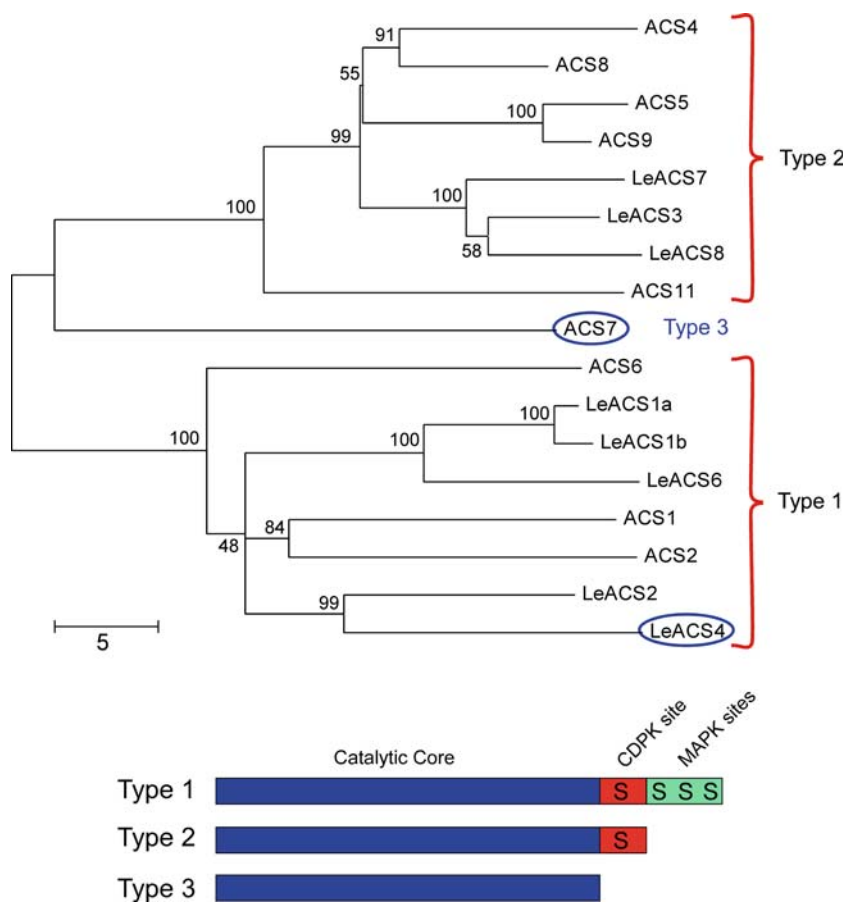 91
ACS4
ACS8
55
100
ACS5
ACS9
99
100
LeACS7
LeACS3
58
LeACS8
100
ACS11
Type 2
ACS7
Type 3
ACS6
100
LeACS1a
100
LeACS1b
100
LeACS6
ACS1
84
48
ACS2
LeACS2
99
LeACS4
Type 1
5
Catalytic Core
CDPK site
MAPK sites
Type 1 S S S S
Type 2 S
Type 3